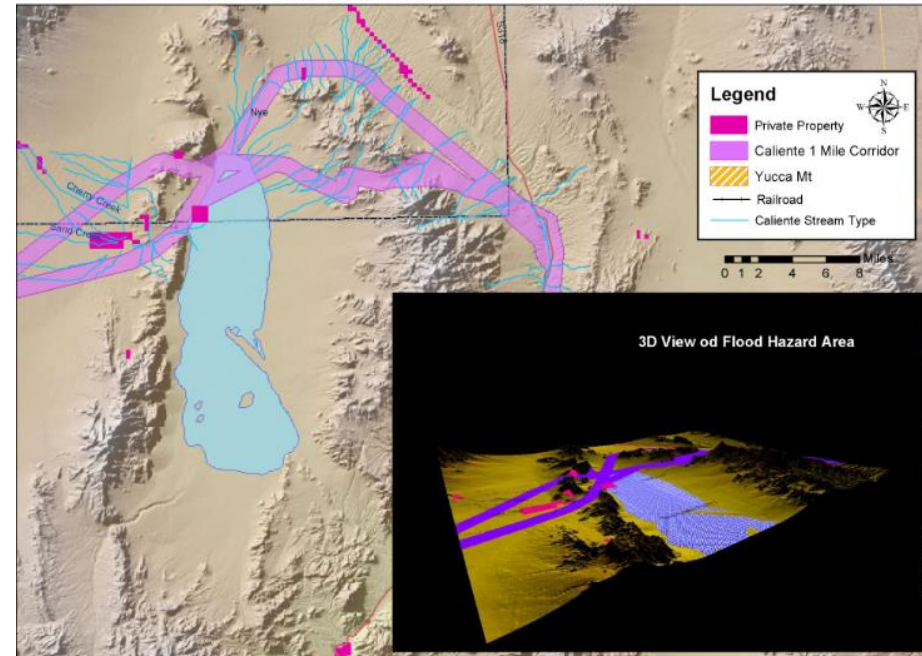 S318
Nye
Cherry Creek
Sand Creek
Legend
N
W
E
S
Private Property
Caliente 1 Mile Corridor
Yucca Mt
Railroad
Caliente Stream Type
Miles
0 1 2 4 6 8
3D View od Flood Hazard Area